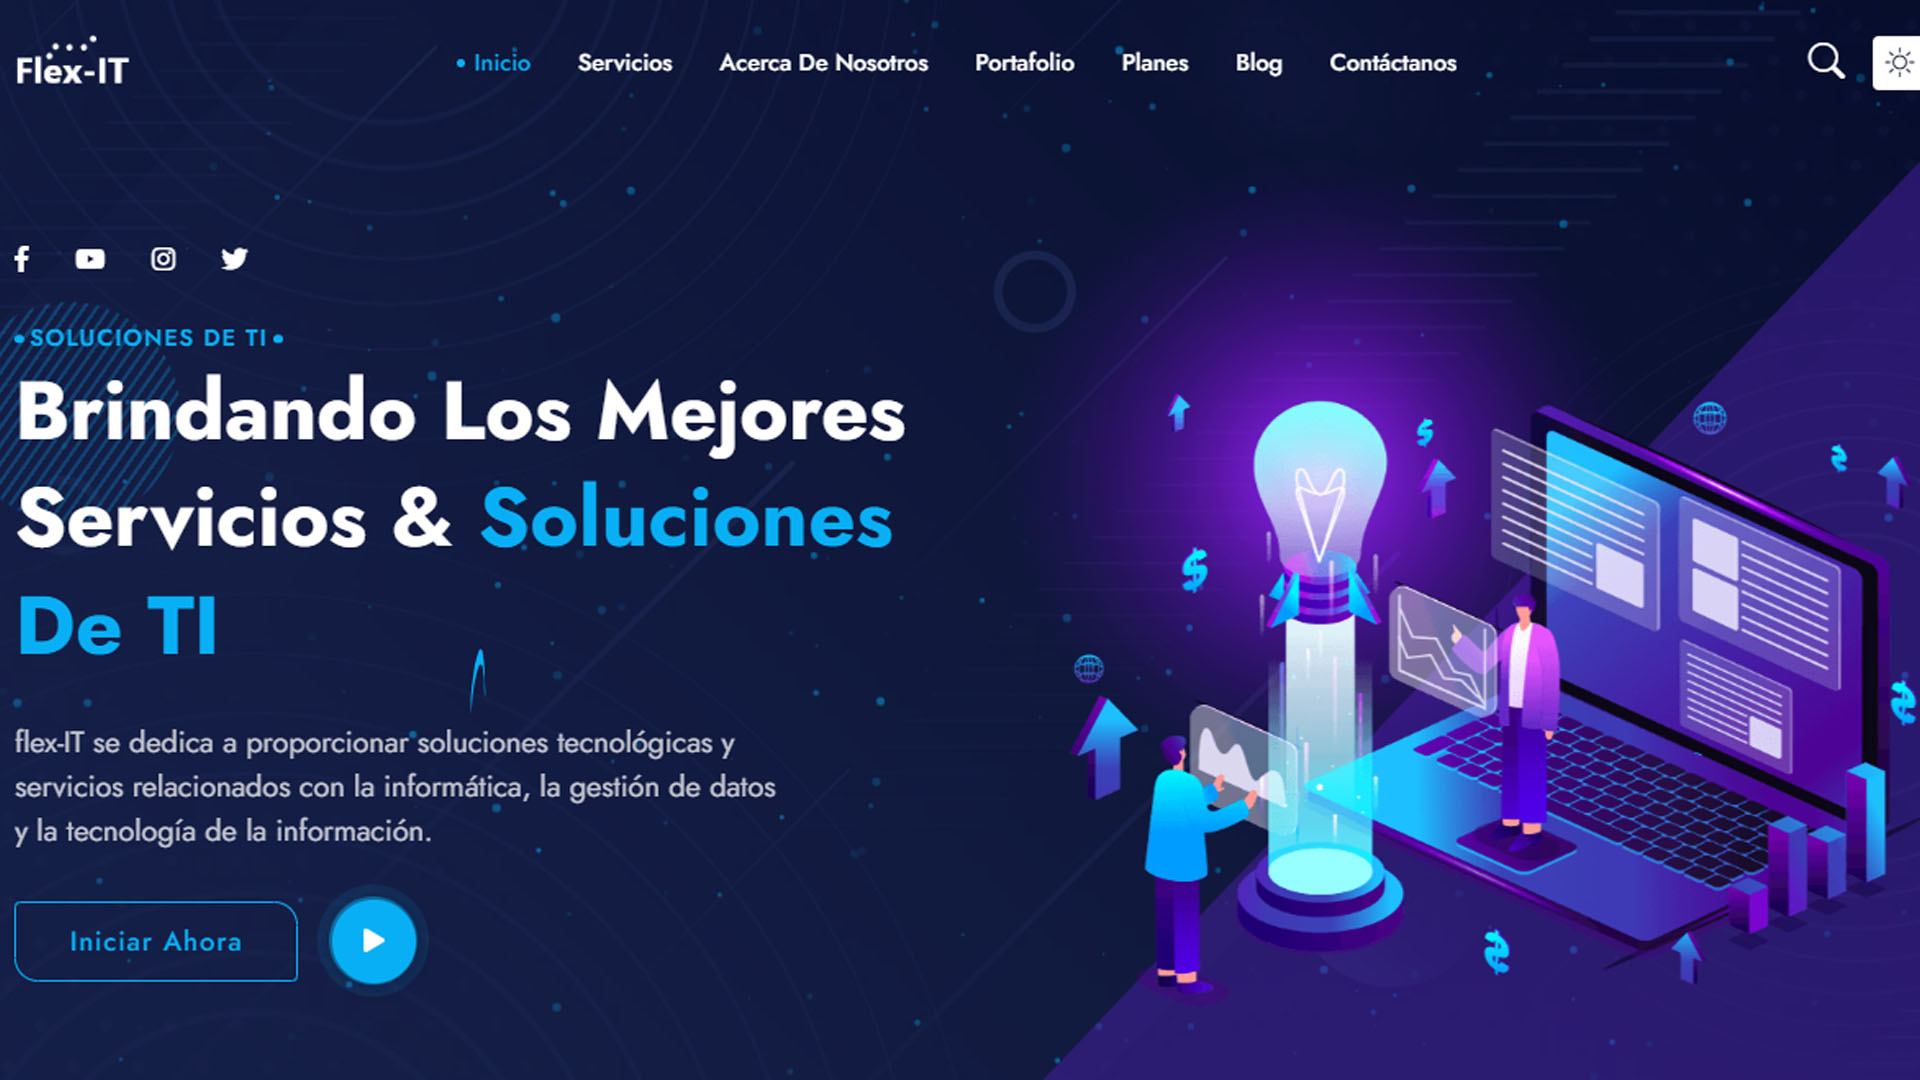 Flex-IT
Inicio
Servicios
Acerca De Nosotros
Portafolio
Planes
Blog
Contáctanos
SOLUCIONES DE TI
Brindando Los Mejores
Servicios & Soluciones
De TI
flex-IT se dedica a proporcionar soluciones tecnológicas y
servicios relacionados con la informática, la gestión de datos
y la tecnología de la información.
Iniciar Ahora